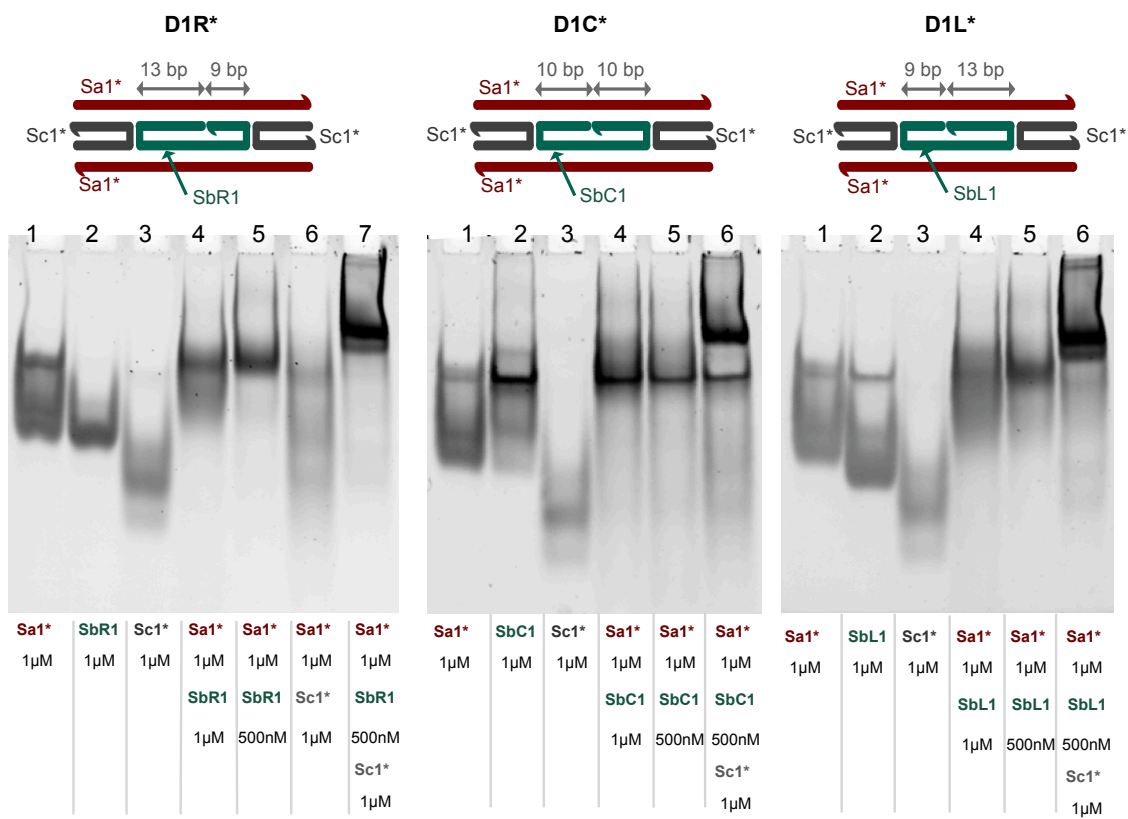 D1R* D1C* D1L*
13 bp 9 bp 10 bp 10 bp 9 bp 13 bp
Sa1* Sa1* Sa1*
Sc1* Sc1* Sc1* Sc1* Sc1* Sc1*
Sa1* Sa1* Sa1*
SbR1 SbC1 SbL1
1 2 3 4 5 6 7 1 2 3 4 5 6 1 2 3 4 5 6
Sa1* SbR1 Sc1* Sa1* Sa1* Sa1* Sa1* Sa1* SbC1 Sc1* Sa1* Sa1* Sa1* Sa1* SbL1 Sc1* Sa1* Sa1* Sa1*
1µM 1µM 1µM 1µM 1µM 1µM 1µM 1µM 1µM 1µM 1µM 1µM 1µM 1µM 1µM 1µM 1µM 1µM 1µM
SbR1 SbR1 Sc1* SbR1 SbC1 SbC1 SbC1 SbL1 SbL1 SbL1
1µM 500nM 1µM 500nM 1µM 500nM 500nM 1µM 500nM 500nM
Sc1* Sc1* Sc1*
1µM 1µM 1µM